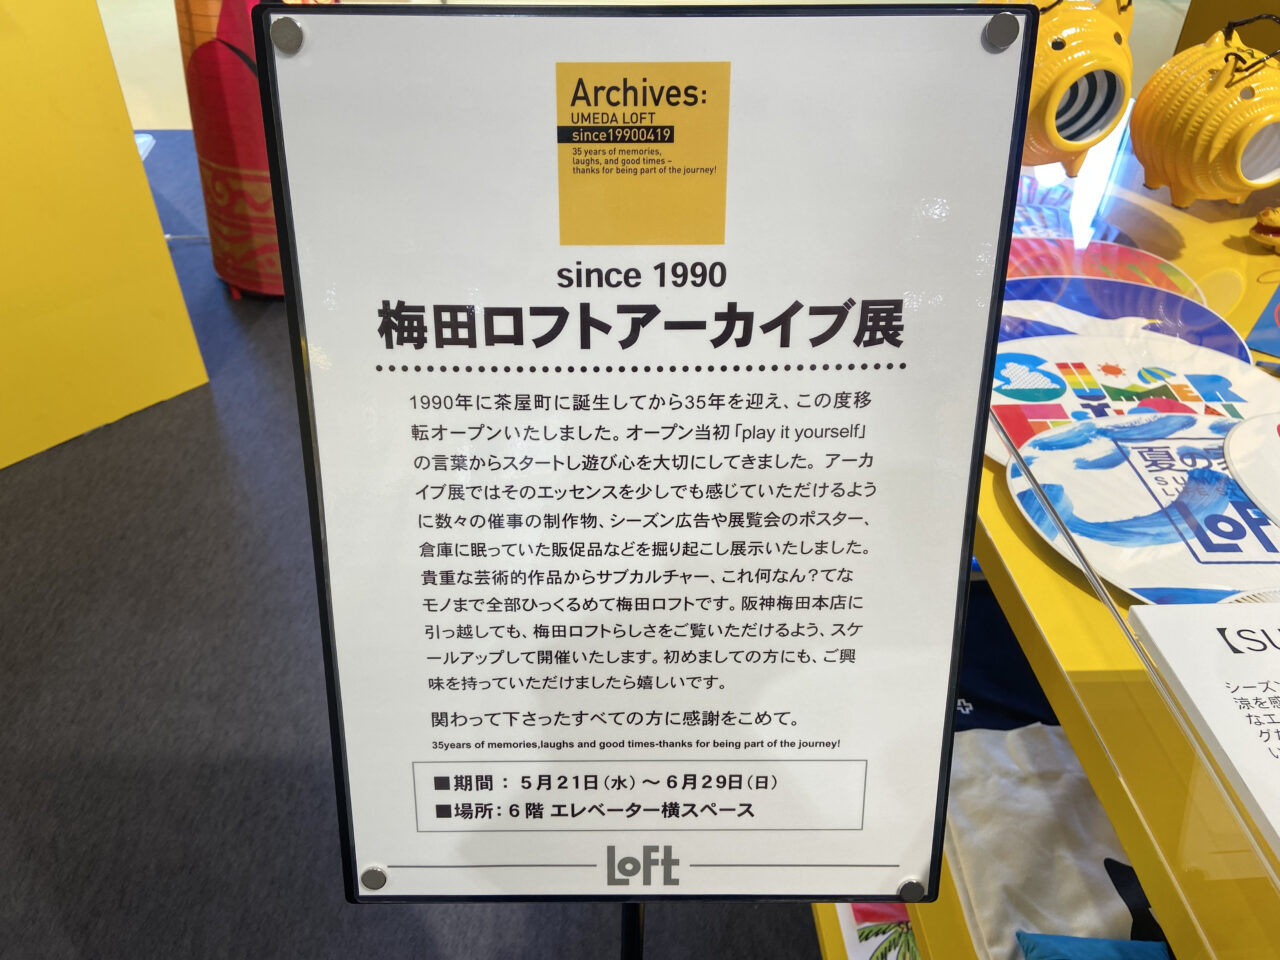 Archives:
UMEDA LOFT
since19900419
35 years of memories,
laughs, and good times –
thanks for being part of the journey!
since 1990
梅田ロフトアーカイブ展
1990年に茶屋町に誕生してから35年を迎え、この度移
転オープンいたしました。オープン当初「play it yourself」
の言葉からスタートし遊び心を大切にしてきました。アーカ
イブ展ではそのエッセンスを少しでも感じていただけるよう
に数々の催事の制作物、シーズン広告や展覧会のポスター、
倉庫に眠っていた販促品などを掘り起こし展示いたしました。
貴重な芸術的作品からサブカルチャー、これ何なん？てな
モノまで全部ひっくるめて梅田ロフトです。阪神梅田本店に
引っ越しても、梅田ロフトらしさをご覧いただけるよう、スケ
ールアップして開催いたします。初めましての方にも、ご興
味を持っていただけましたら嬉しいです。
関わって下さったすべての方に感謝をこめて。
35years of memories,laughs and good times-thanks for being part of the journey!
■期間： 5月21日（水）～6月29日（日）
■場所：6階 エレベーター横スペース
LoFt
SUMMER
夏の
LoFt
【SU
シーズン
涼を感
なエ
グ
い